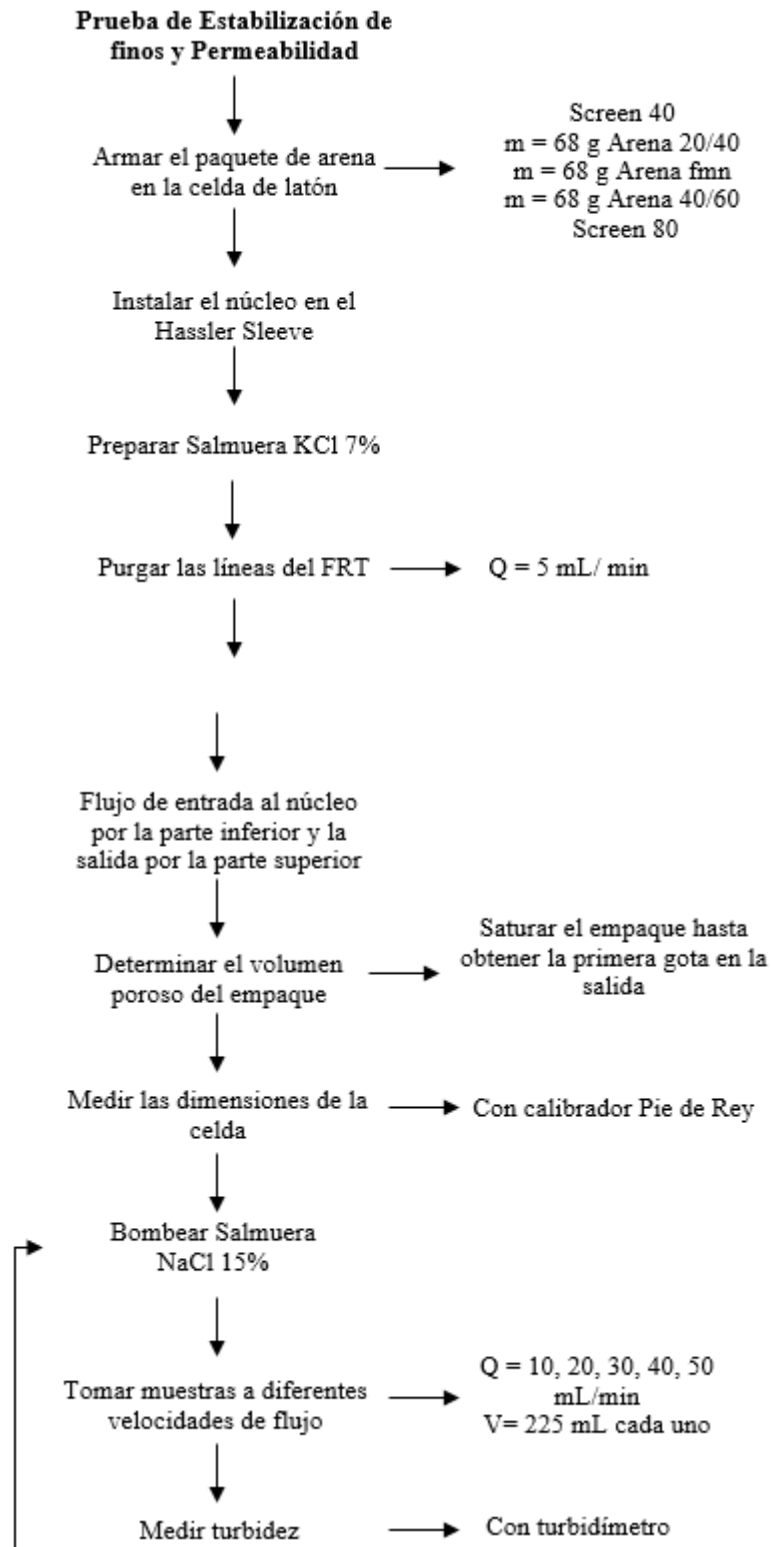 Prueba de Estabilización de
finos y Permeabilidad
Armar el paquete de arena
en la celda de latón
Screen 40
m = 68 g Arena 20/40
m = 68 g Arena fmn
m = 68 g Arena 40/60
Screen 80
Instalar el núcleo en el
Hassler Sleeve
Preparar Salmuera KCl 7%
Purgar las líneas del FRT
Q = 5 mL/ min
Flujo de entrada al núcleo
por la parte inferior y la
salida por la parte superior
Determinar el volumen
poroso del empaque
Saturar el empaque hasta
obtener la primera gota en la
salida
Medir las dimensiones de la
celda
Con calibrador Pie de Rey
Bombear Salmuera
NaCl 15%
Tomar muestras a diferentes
velocidades de flujo
Q = 10, 20, 30, 40, 50
mL/min
V= 225 mL cada uno
Medir turbidez
Con turbidímetro